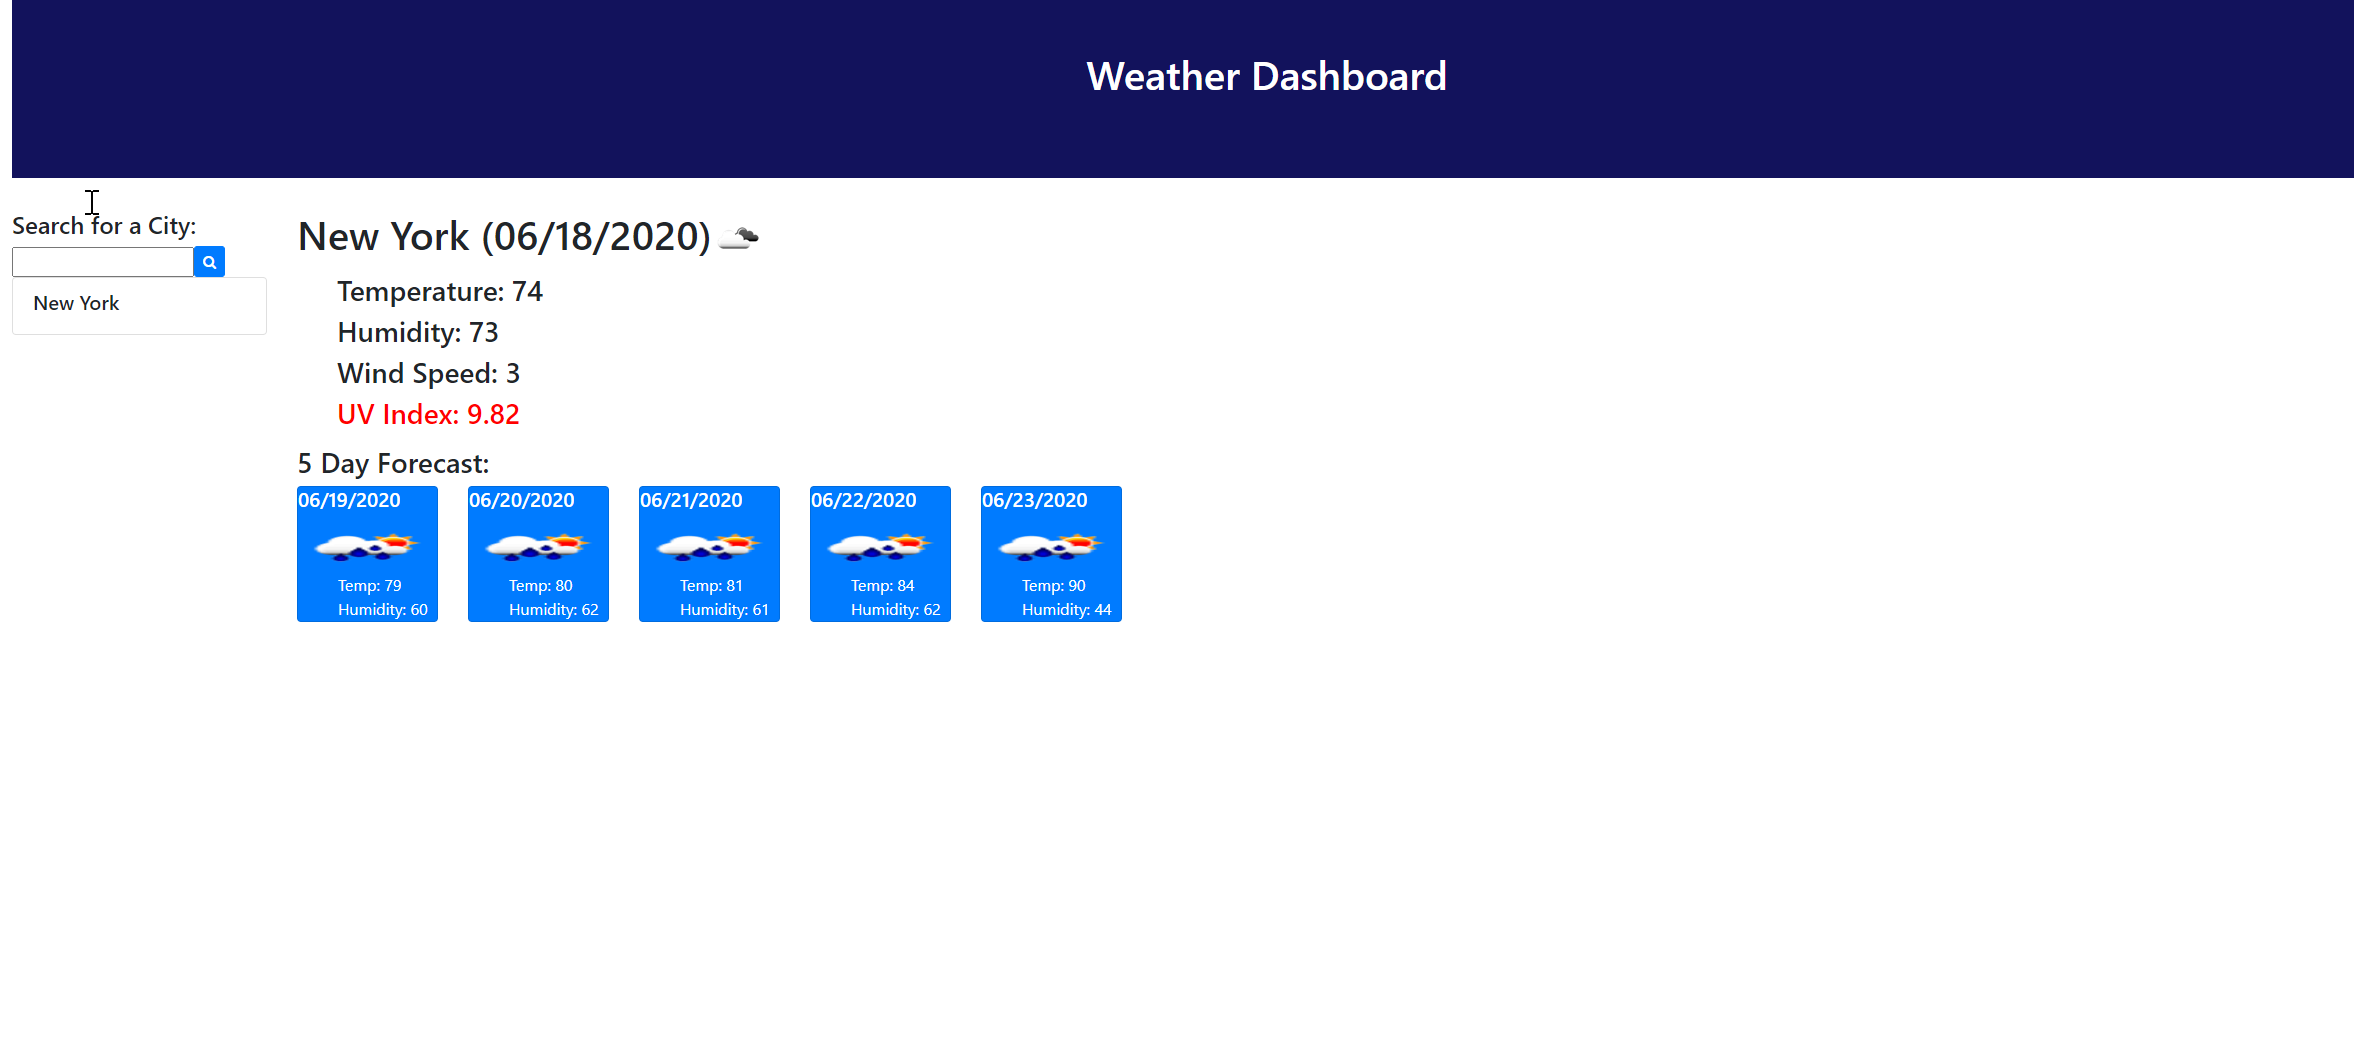 Weather Dashboard
Search for a City:
New York
New York (06/18/2020)
Temperature: 74
Humidity: 73
Wind Speed: 3
UV Index: 9.82
5 Day Forecast:
06/19/2020
Temp: 79
Humidity: 60
06/20/2020
Temp: 80
Humidity: 62
06/21/2020
Temp: 81
Humidity: 61
06/22/2020
Temp: 84
Humidity: 62
06/23/2020
Temp: 90
Humidity: 44